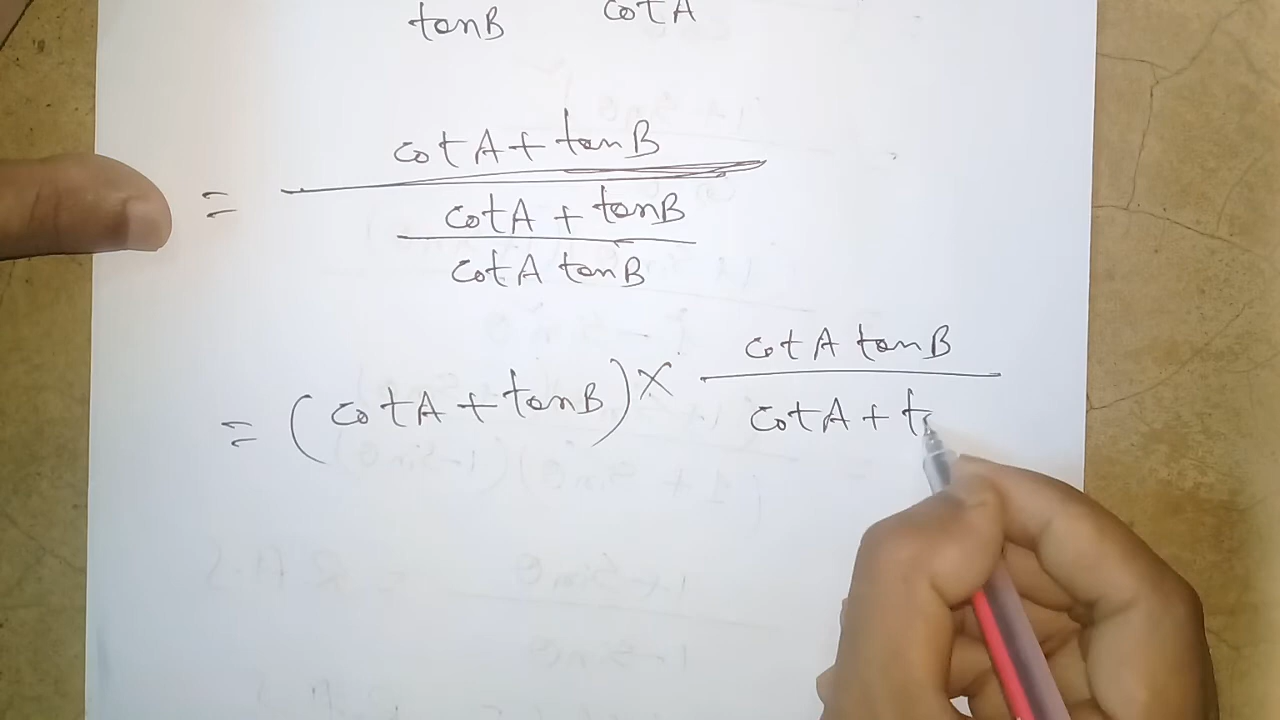 tanB cotA
cotA + tanB
=
cotA + tanB
cotA tanB
cotA tanB
= (cotA + tanB) ×
cotA + t